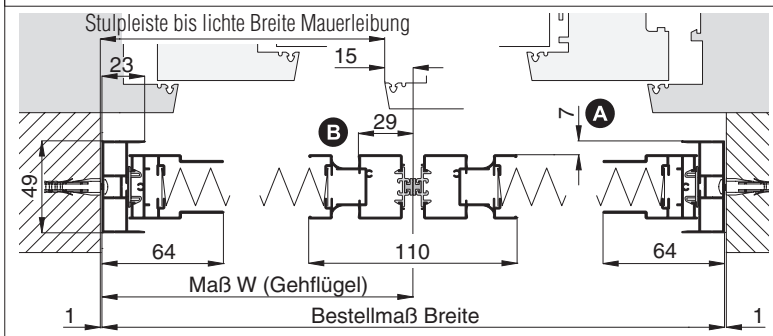 Stulpleiste bis lichte Breite Mauerleibung
15
23
7
A
B
29
49
64
110
64
Maß W (Gehflügel)
1
Bestellmaß Breite
1